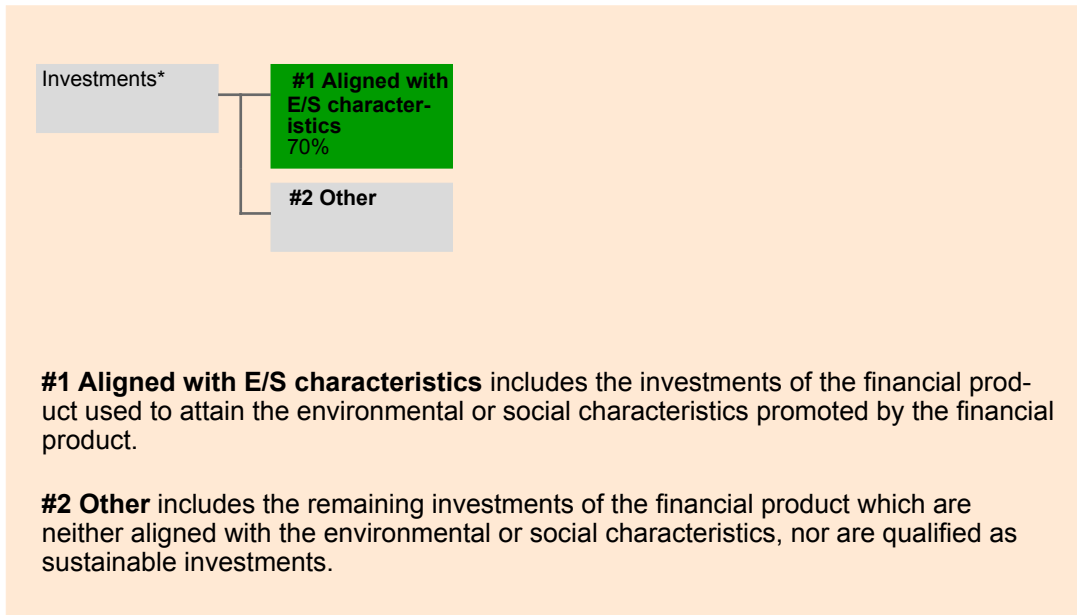 Investments*
#1 Aligned with
E/S character-
istics
70%
#2 Other
#1 Aligned with E/S characteristics includes the investments of the financial prod-
uct used to attain the environmental or social characteristics promoted by the financial
product.
#2 Other includes the remaining investments of the financial product which are
neither aligned with the environmental or social characteristics, nor are qualified as
sustainable investments.